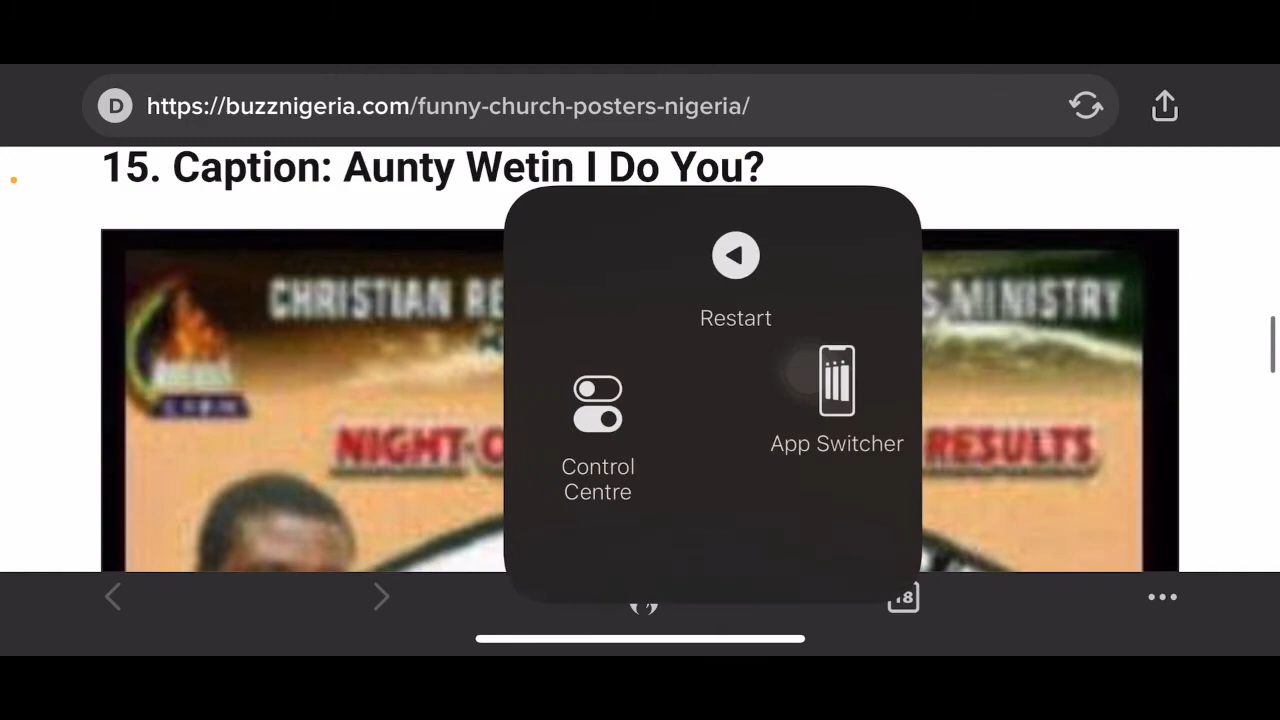 D https://buzznigeria.com/funny-church-posters-nigeria/
15. Caption: Aunty Wetin I Do You?
CHRISTIAN RE
S MINISTRY
NIGHT O
RESULTS
Restart
App Switcher
Control
Centre
18